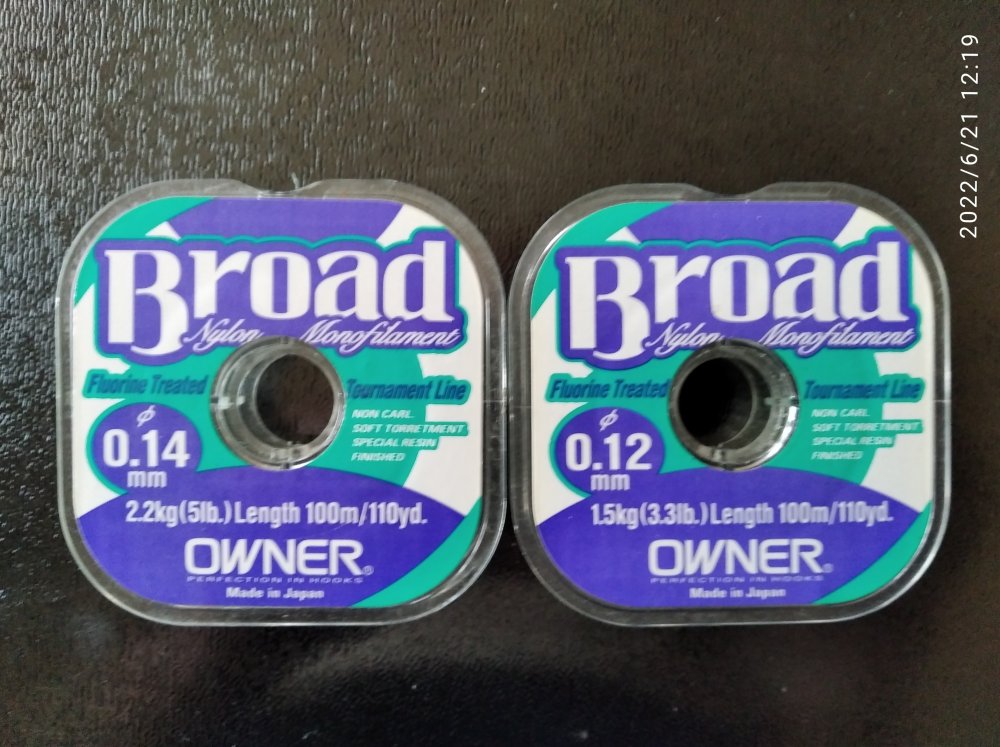 2022/6/21 12:19
Broad
Nylon Monofilament
Fluorine Treated
Tournament Line
NON CARL
SOFT TORRETMENT
SPECIAL RESIN
FINISHED
ϕ
0.14
mm
2.2kg(5lb.) Length 100m/110yd.
OWNER®
PERFECTION IN HOOKS
Made in Japan
Broad
Nylon Monofilament
Fluorine Treated
Tournament Line
NON CARL
SOFT TORRETMENT
SPECIAL RESIN
FINISHED
ϕ
0.12
mm
1.5kg(3.3lb.) Length 100m/110yd.
OWNER®
PERFECTION IN HOOKS
Made in Japan